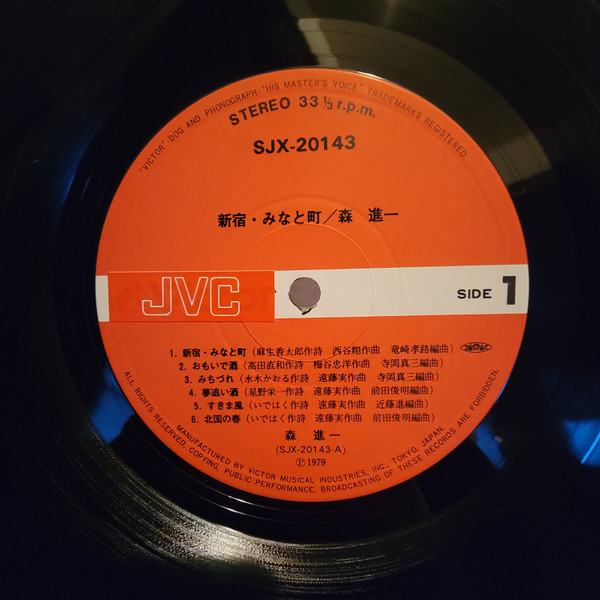 "VICTOR"-DOG AND PHONOGRAPH-"HIS MASTER'S VOICE" TRADEMARKS REGISTERED.
STEREO 33⅓ r.p.m.
SJX-20143
新宿・みなと町／森 進一
JVC
SIDE 1
1. 新宿・みなと町（麻生香太郎作詩 西谷翔作曲 竜崎孝路編曲）
2. おもいで酒（高田直和作詩 梅谷忠洋作曲 寺岡真三編曲）
3. みちづれ（水木かおる作詩 遠藤実作曲 寺岡真三編曲）
4. 夢追い酒（星野栄一作詩 遠藤実作曲 前田俊明編曲）
5. すきま風（いではく作詩 遠藤実作曲 近藤進編曲）
6. 北国の春（いではく作詩 遠藤実作曲 前田俊明編曲）
森 進一
(SJX-20143-A)
Ⓟ1979
MANUFACTURED BY VICTOR MUSICAL INDUSTRIES, INC., TOKYO, JAPAN.
ALL RIGHTS RESERVED, COPYING, PUBLIC PERFORMANCE, BROADCASTING OF THESE RECORDS ARE FORBIDDEN.